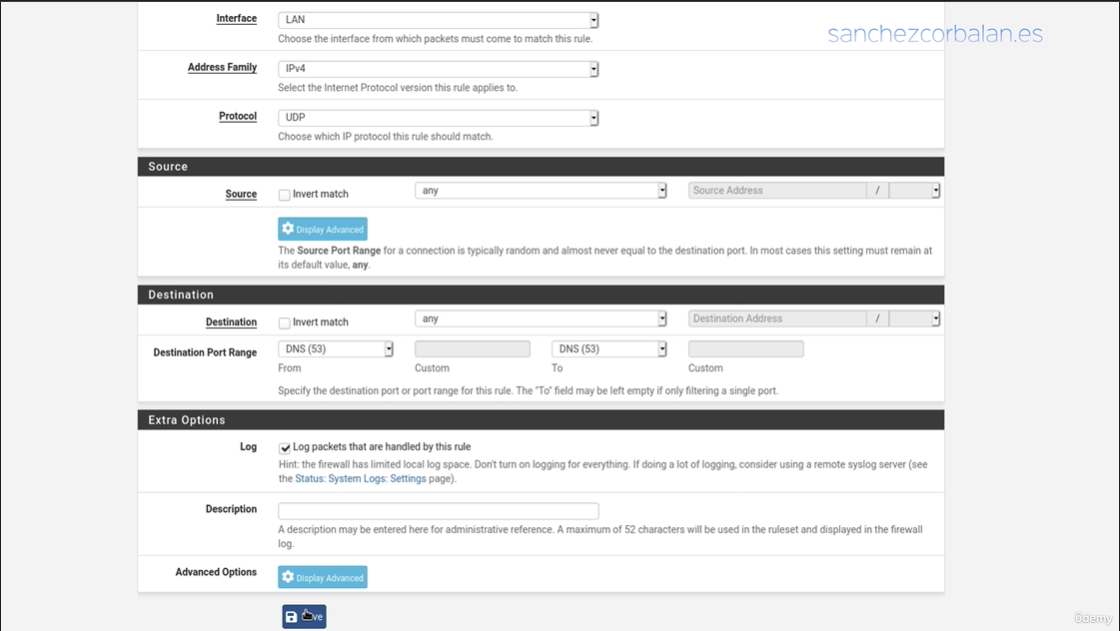 Interface
LAN
sanchezcorbalan.es
Choose the interface from which packets must come to match this rule.
Address Family
IPv4
Select the Internet Protocol version this rule applies to.
Protocol
UDP
Choose which IP protocol this rule should match.
Source
Source
Invert match
any
Source Address
/
Display Advanced
The Source Port Range for a connection is typically random and almost never equal to the destination port. In most cases this setting must remain at
its default value, any.
Destination
Destination
Invert match
any
Destination Address
/
Destination Port Range
DNS (53)
DNS (53)
From
Custom
To
Custom
Specify the destination port or port range for this rule. The "To" field may be left empty if only filtering a single port.
Extra Options
Log
Log packets that are handled by this rule
Hint: the firewall has limited local log space. Don't turn on logging for everything. If doing a lot of logging, consider using a remote syslog server (see
the Status: System Logs: Settings page).
Description
A description may be entered here for administrative reference. A maximum of 52 characters will be used in the ruleset and displayed in the firewall
log.
Advanced Options
Display Advanced
Udemy